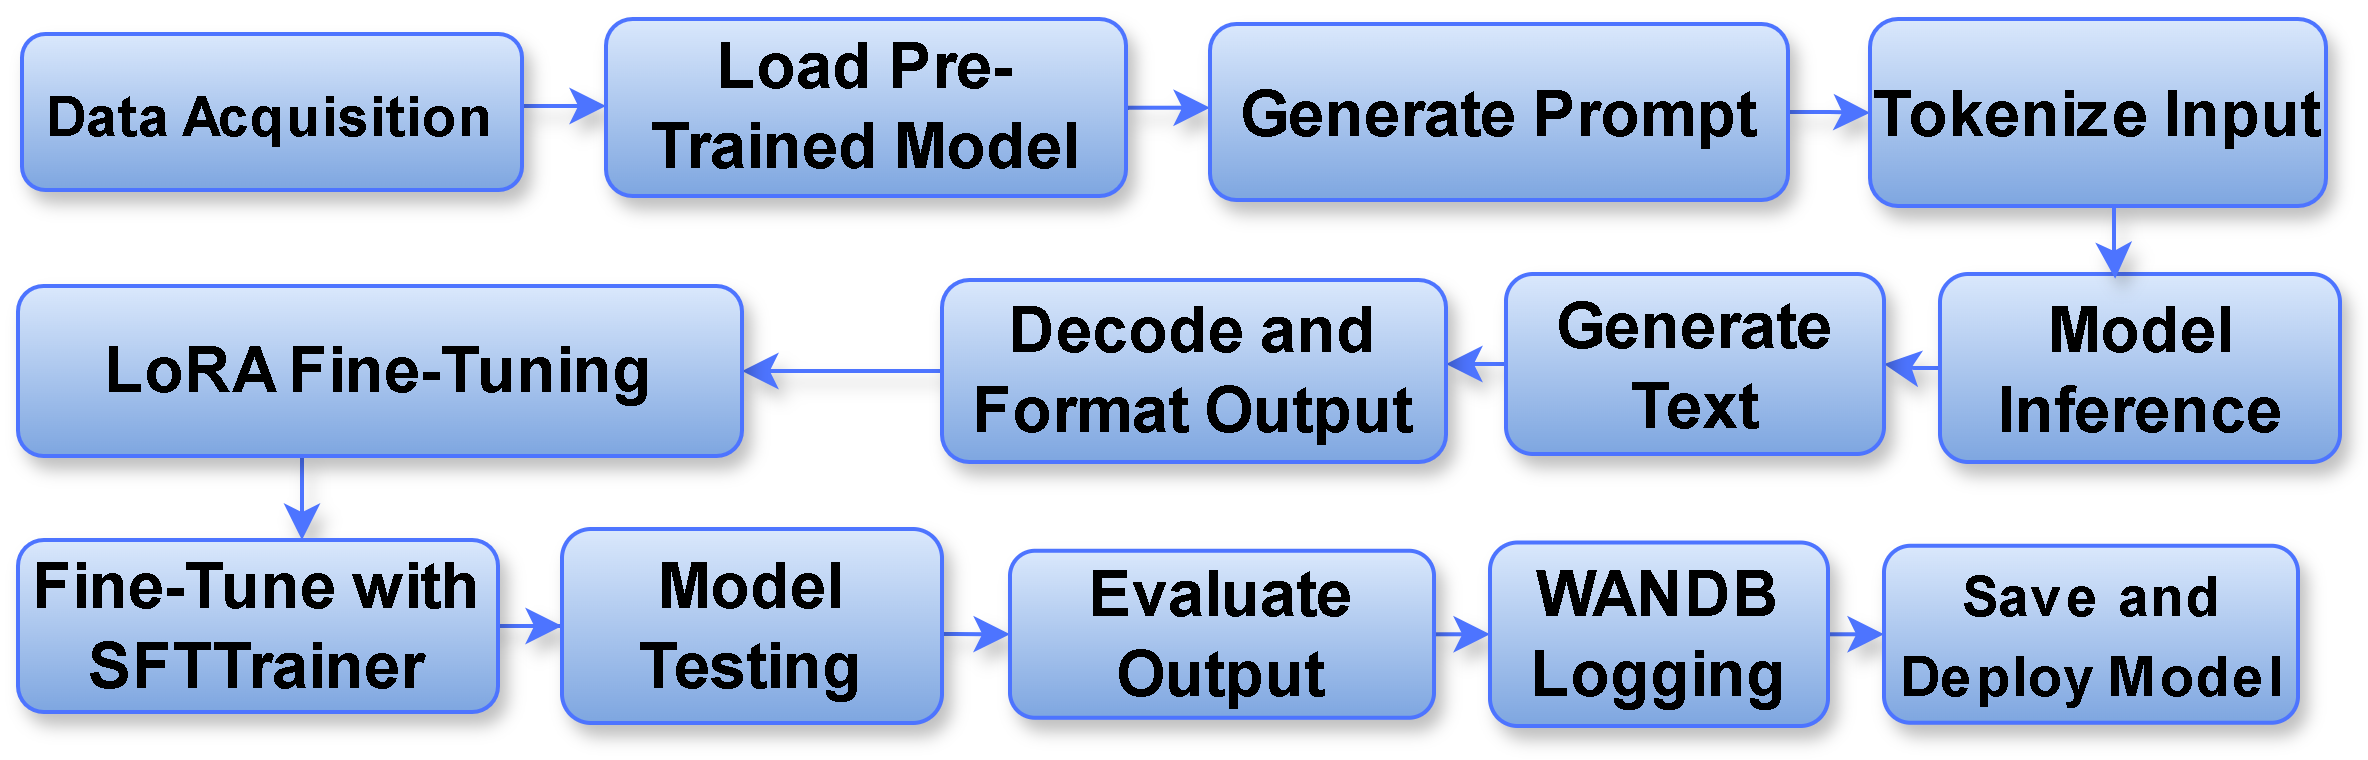 Data Acquisition
Load Pre-
Trained Model
Generate Prompt
Tokenize Input
Model
Inference
Generate
Text
Decode and
Format Output
LoRA Fine-Tuning
Fine-Tune with
SFTTrainer
Model
Testing
Evaluate
Output
WANDB
Logging
Save and
Deploy Model